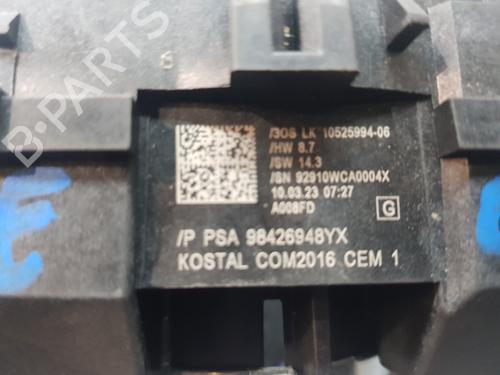 B-PARTS
/3OS LK 10525994-06
/HW 8.7
/SW 14.3
/SN 92910WCA0004X
10.03.23 07:27
A008FD
G
/P PSA 98426948YX
KOSTAL COM2016 CEM 1